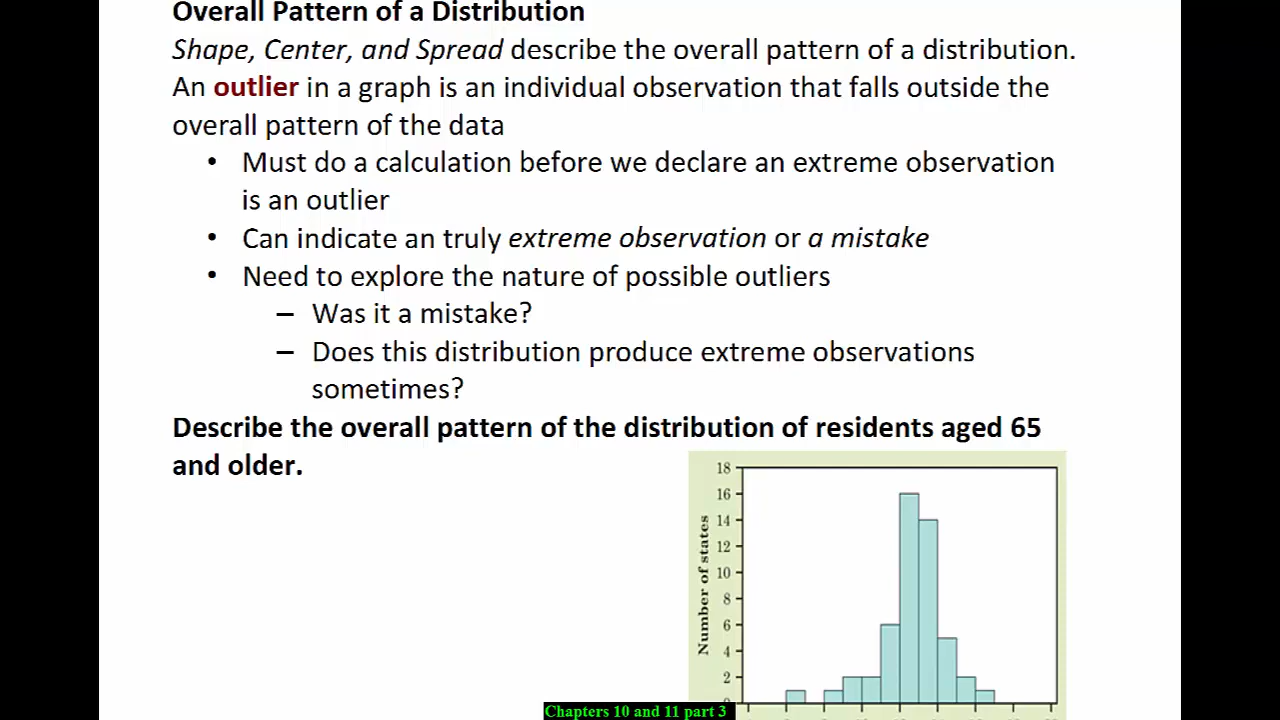 Overall Pattern of a Distribution
Shape, Center, and Spread describe the overall pattern of a distribution.
An outlier in a graph is an individual observation that falls outside the
overall pattern of the data
• Must do a calculation before we declare an extreme observation
is an outlier
• Can indicate an truly extreme observation or a mistake
• Need to explore the nature of possible outliers
– Was it a mistake?
– Does this distribution produce extreme observations
sometimes?
Describe the overall pattern of the distribution of residents aged 65
and older.
18
16
14
12
10
8
6
4
2
Number of states
Chapters 10 and 11 part 3